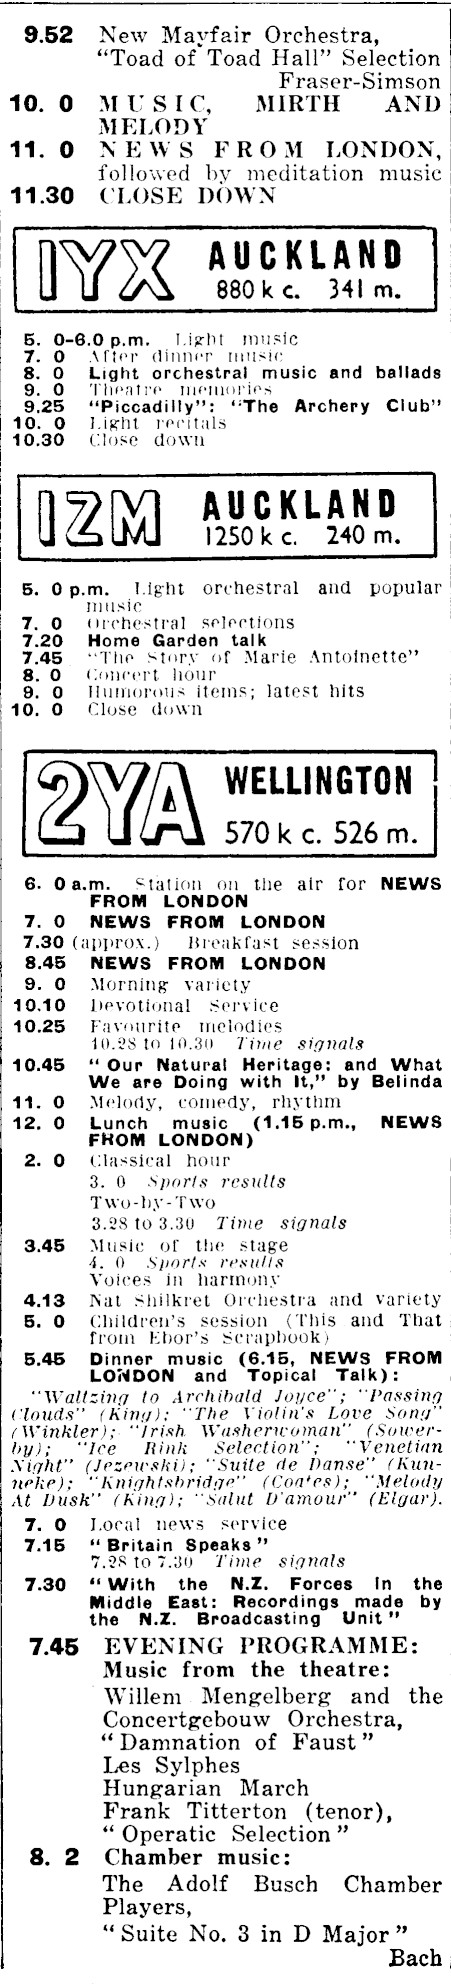 9.52 New Mayfair Orchestra,
"Toad of Toad Hall" Selection
Fraser-Simson
10. 0 MUSIC, MIRTH AND
MELODY
11. 0 NEWS FROM LONDON,
followed by meditation music
11.30 CLOSE DOWN
1YX AUCKLAND
880 k c. 341 m.
5. 0-6.0 p.m. Light music
7. 0 After dinner music
8. 0 Light orchestral music and ballads
9. 0 Theatre memories
9.25 "Piccadilly": "The Archery Club"
10. 0 Light recitals
10.30 Close down
1ZM AUCKLAND
1250 k c. 240 m.
5. 0 p.m. Light orchestral and popular
music
7. 0 Orchestral selections
7.20 Home Garden talk
7.45 "The Story of Marie Antoinette"
8. 0 Concert hour
9. 0 Humorous items; latest hits
10. 0 Close down
2YA WELLINGTON
570 k c. 526 m.
6. 0 a.m. Station on the air for NEWS
FROM LONDON
7. 0 NEWS FROM LONDON
7.30 (approx.) Breakfast session
8.45 NEWS FROM LONDON
9. 0 Morning variety
10.10 Devotional Service
10.25 Favourite melodies
10.28 to 10.30 Time signals
10.45 "Our Natural Heritage: and What
We are Doing with It," by Belinda
11. 0 Melody, comedy, rhythm
12. 0 Lunch music (1.15 p.m., NEWS
FROM LONDON)
2. 0 Classical hour
3. 0 Sports results
Two-by-Two
3.28 to 3.30 Time signals
3.45 Music of the stage
4. 0 Sports results
Voices in harmony
4.13 Nat Shilkret Orchestra and variety
5. 0 Children's session (This and That
from Ebor's Scrapbook)
5.45 Dinner music (6.15, NEWS FROM
LONDON and Topical Talk):
"Waltzing to Archibald Joyce"; "Passing
Clouds" (King); "The Violin's Love Song"
(Winkler); "Irish Washerwoman" (Sower-
by); "Ice Rink Selection"; "Venetian
Night" (Jezewski); "Suite de Danse" (Kun-
neke); "Knightsbridge" (Coates); "Melody
At Dusk" (King); "Salut D'amour" (Elgar).
7. 0 Local news service
7.15 "Britain Speaks"
7.28 to 7.30 Time signals
7.30 "With the N.Z. Forces in the
Middle East: Recordings made by
the N.Z. Broadcasting Unit"
7.45 EVENING PROGRAMME:
Music from the theatre:
Willem Mengelberg and the
Concertgebouw Orchestra,
"Damnation of Faust"
Les Sylphes
Hungarian March
Frank Titterton (tenor),
"Operatic Selection"
8. 2 Chamber music:
The Adolf Busch Chamber
Players,
"Suite No. 3 in D Major"
Bach